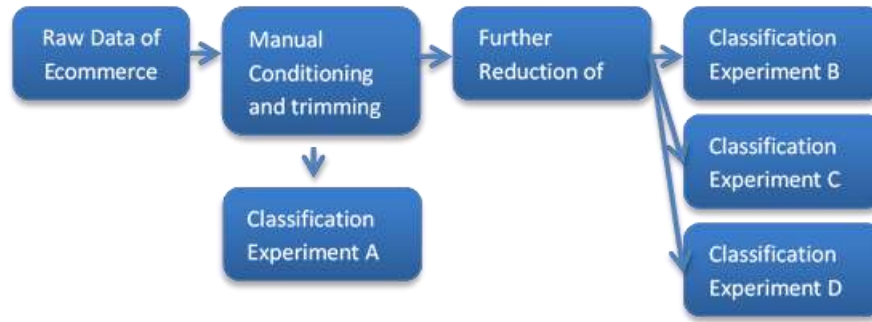 Raw Data of
Ecommerce
Manual
Conditioning
and trimming
Further
Reduction of
Classification
Experiment B
Classification
Experiment C
Classification
Experiment A
Classification
Experiment D